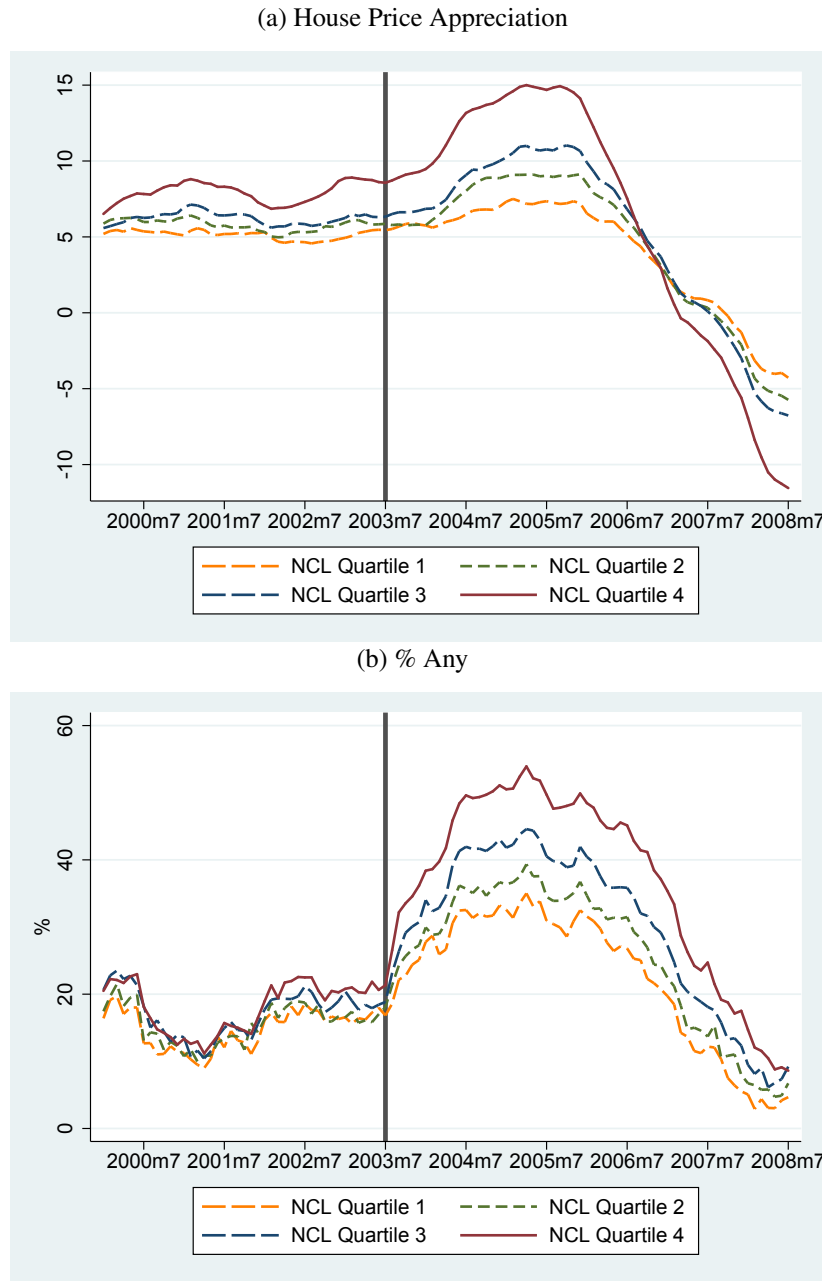 (a) House Price Appreciation
15
10
5
0
-5
-10
2000m7 2001m7 2002m7 2003m7 2004m7 2005m7 2006m7 2007m7 2008m7
NCL Quartile 1 NCL Quartile 2
NCL Quartile 3 NCL Quartile 4
(b) % Any
60
40
%
20
0
2000m7 2001m7 2002m7 2003m7 2004m7 2005m7 2006m7 2007m7 2008m7
NCL Quartile 1 NCL Quartile 2
NCL Quartile 3 NCL Quartile 4